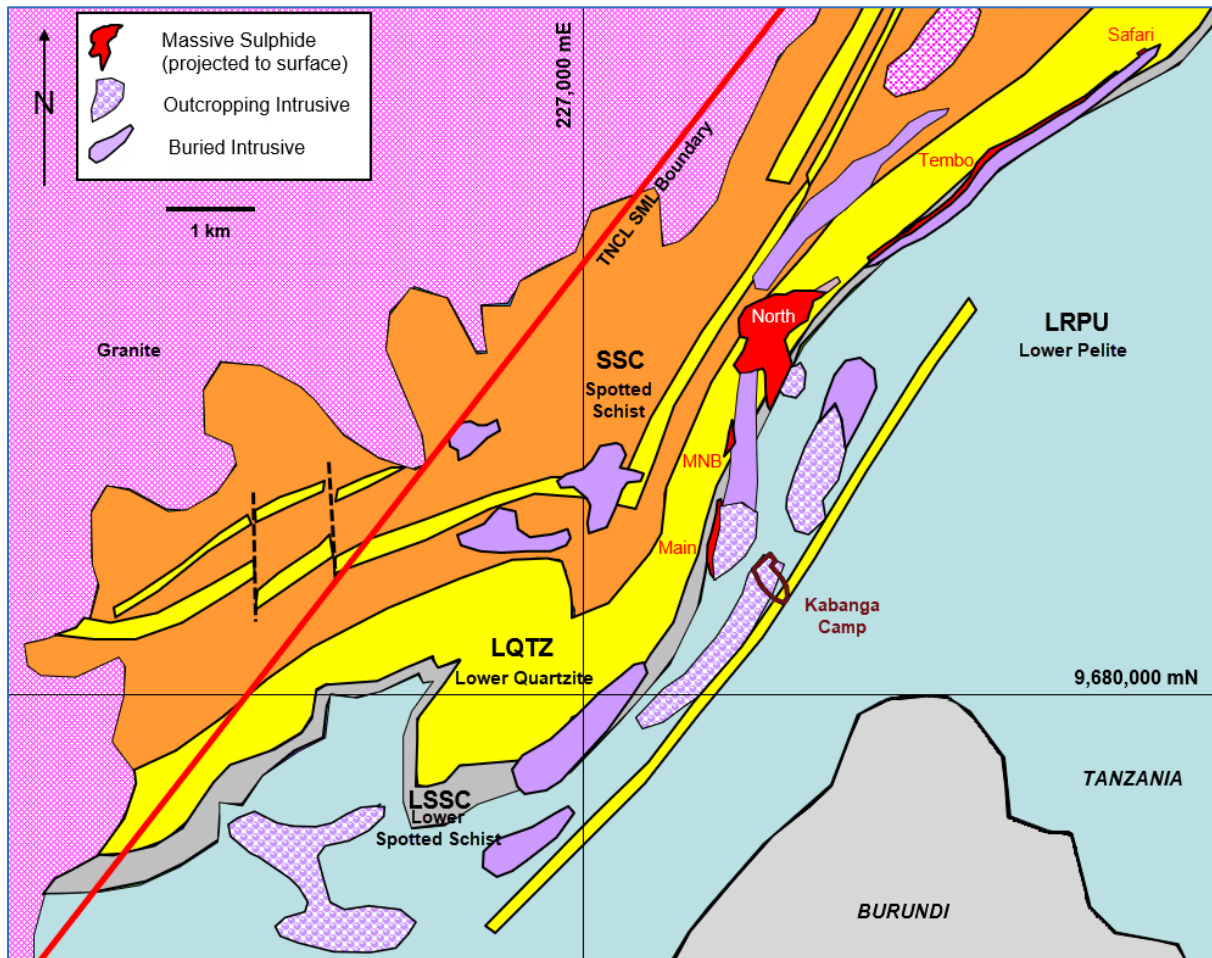 Massive Sulphide
(projected to surface)
Outcropping Intrusive
Buried Intrusive
N
1 km
227,000 mE
TNCL SML Boundary
Safari
Tembo
North
Granite
SSC
Spotted
Schist
LRPU
Lower Pelite
MNB
Main
Kabanga
Camp
LQTZ
Lower Quartzite
9,680,000 mN
LSSC
Lower
Spotted Schist
TANZANIA
BURUNDI